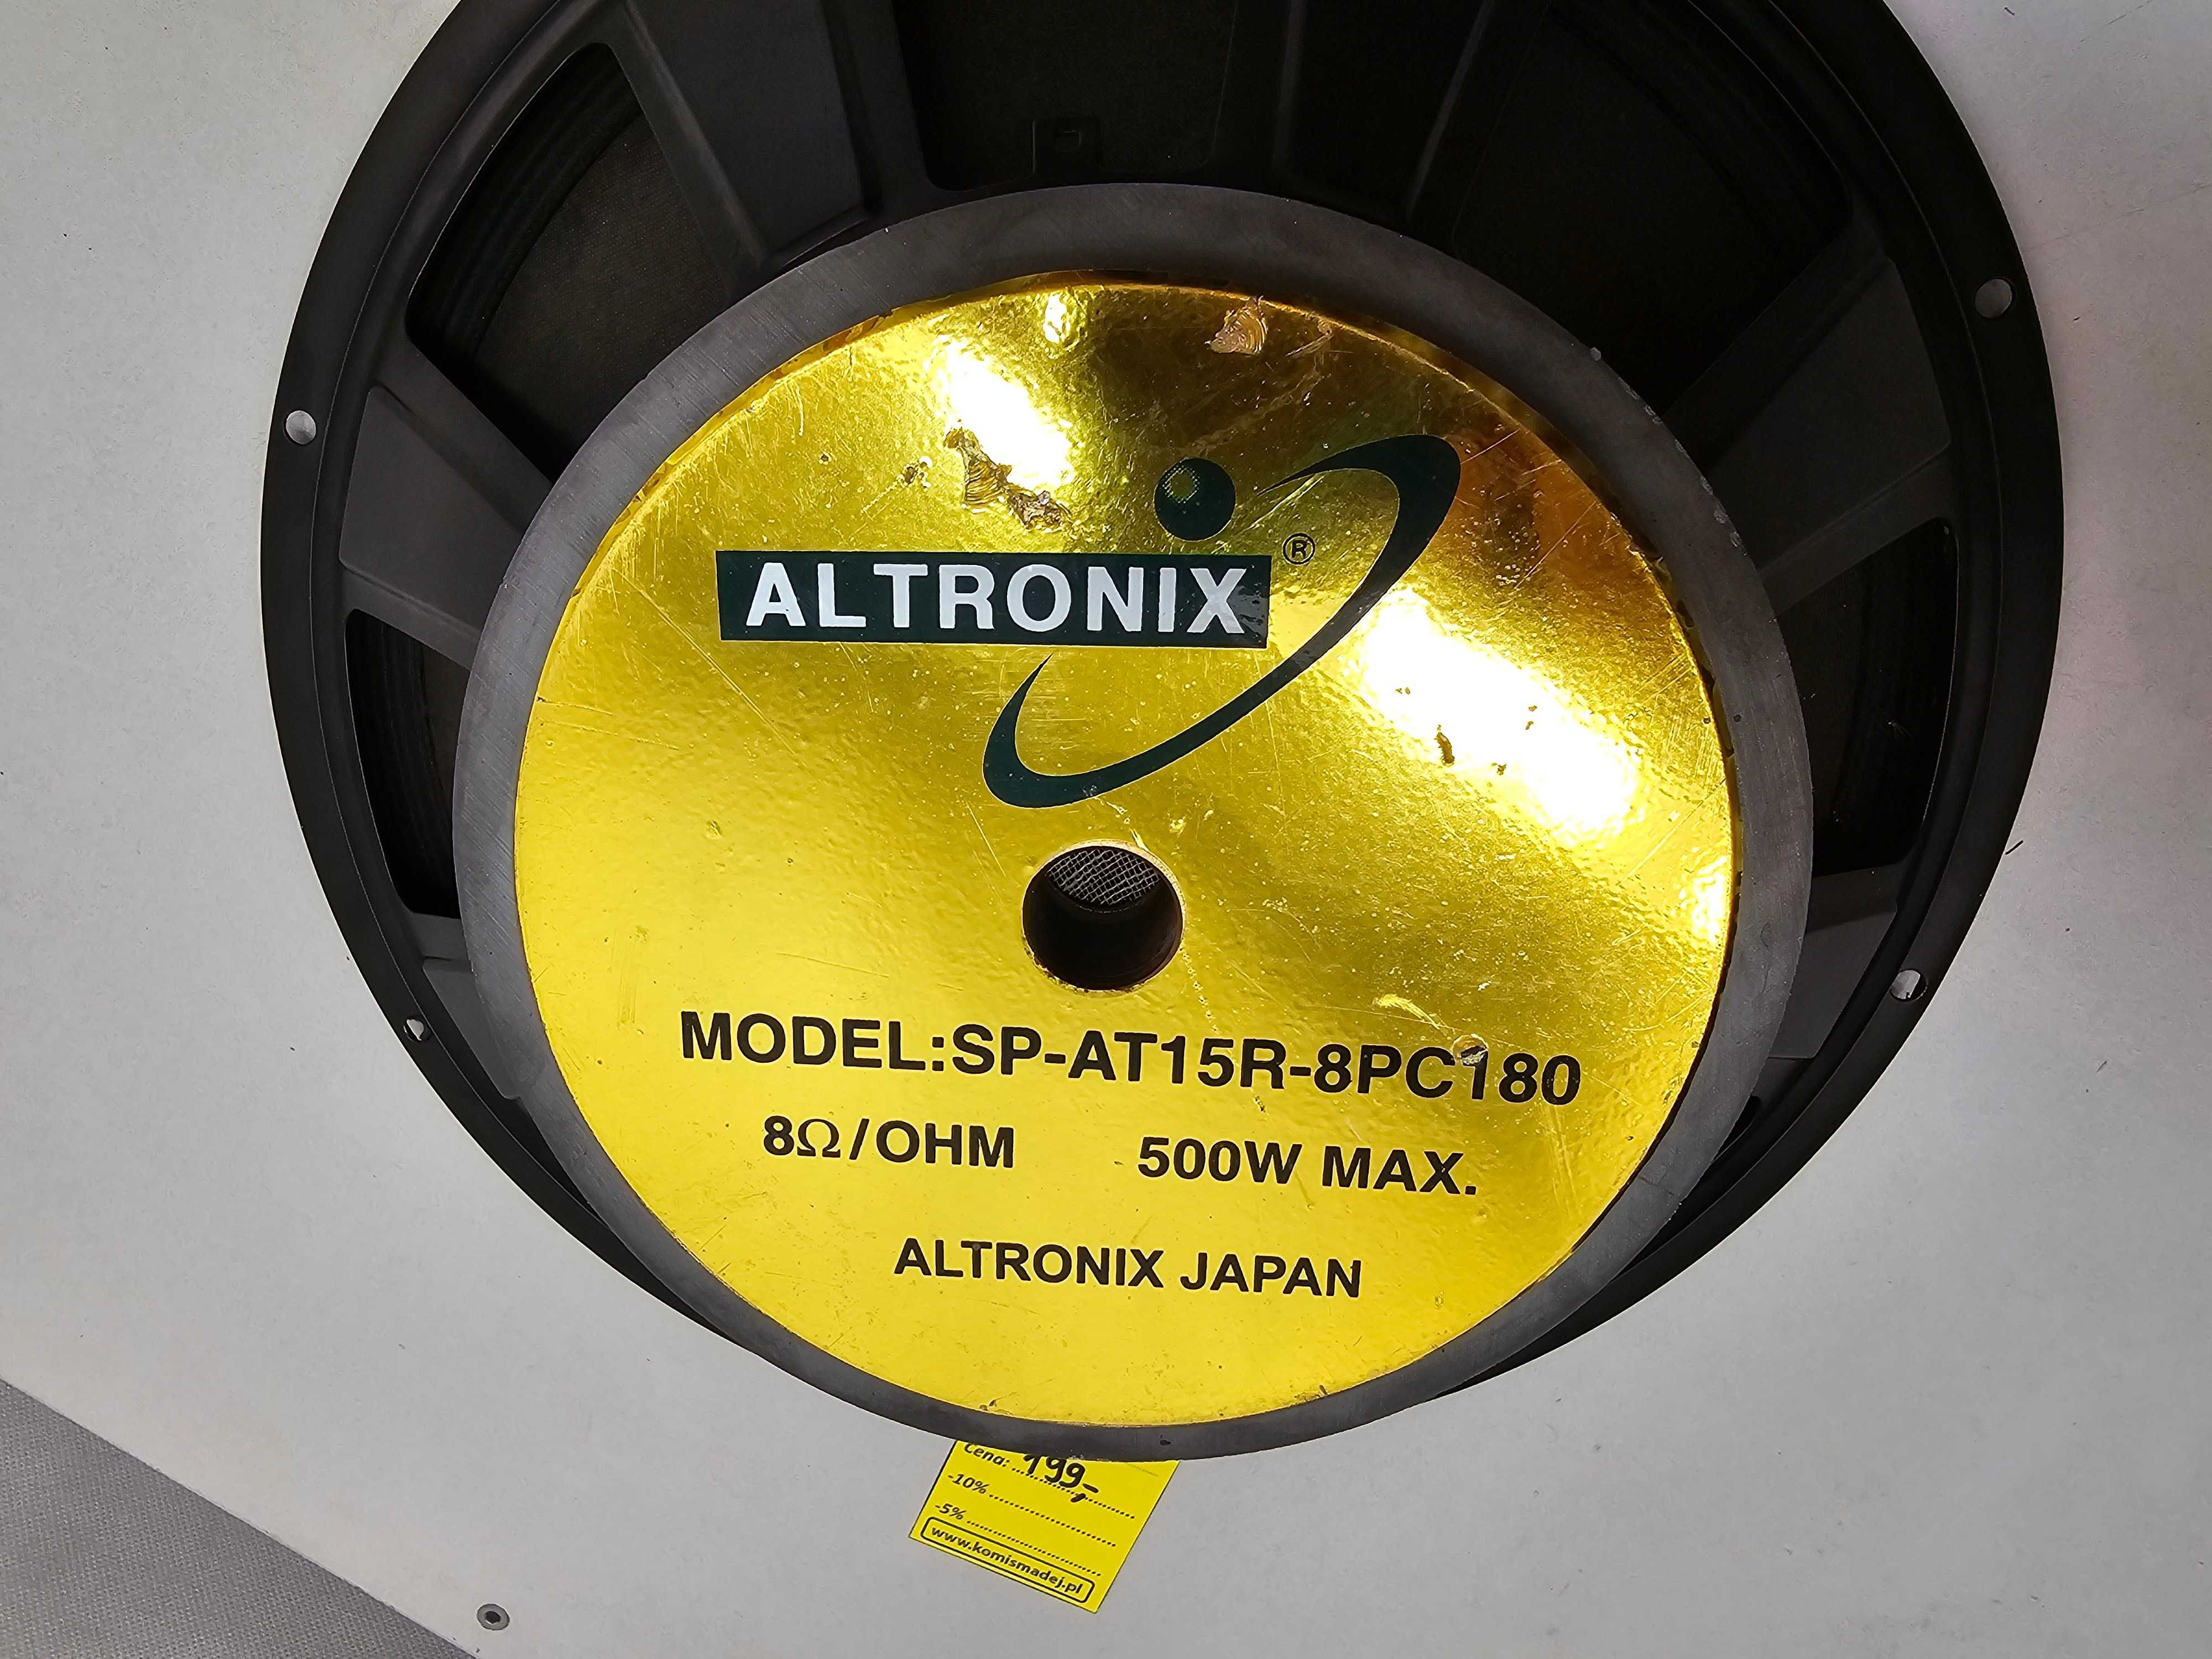 ALTRONIX®
MODEL:SP-AT15R-8PC180
8Ω/OHM 500W MAX.
ALTRONIX JAPAN
Cena: 199,-
-10%
-5%
www.komismadej.pl